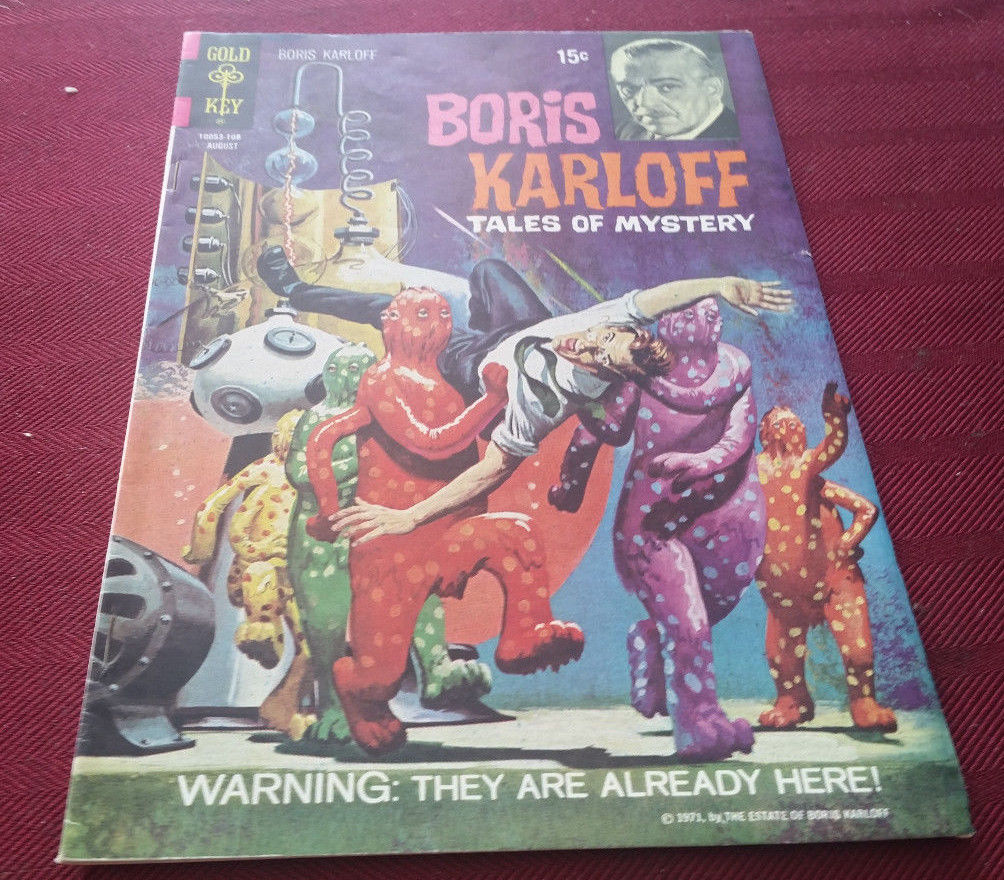 GOLD
KEY
10053-108
AUGUST
BORIS KARLOFF
15¢
BORIS
KARLOFF
TALES OF MYSTERY
WARNING: THEY ARE ALREADY HERE!
© 1971, by THE ESTATE OF BORIS KARLOFF